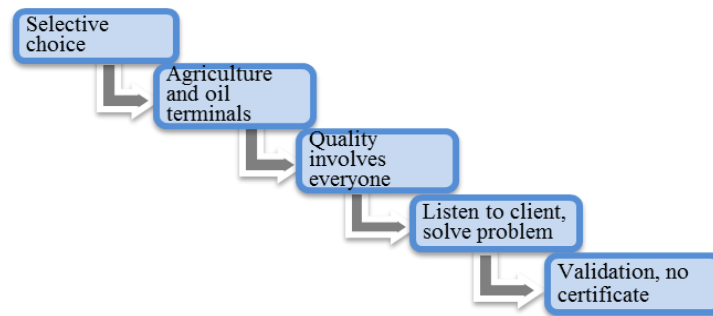 Selective
choice
Agriculture
and oil
terminals
Quality
involves
everyone
Listen to client,
solve problem
Validation, no
certificate